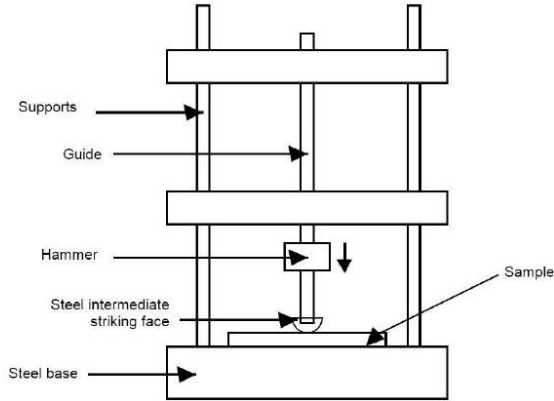 Supports
Guide
Hammer
Sample
Steel intermediate
striking face
Steel base